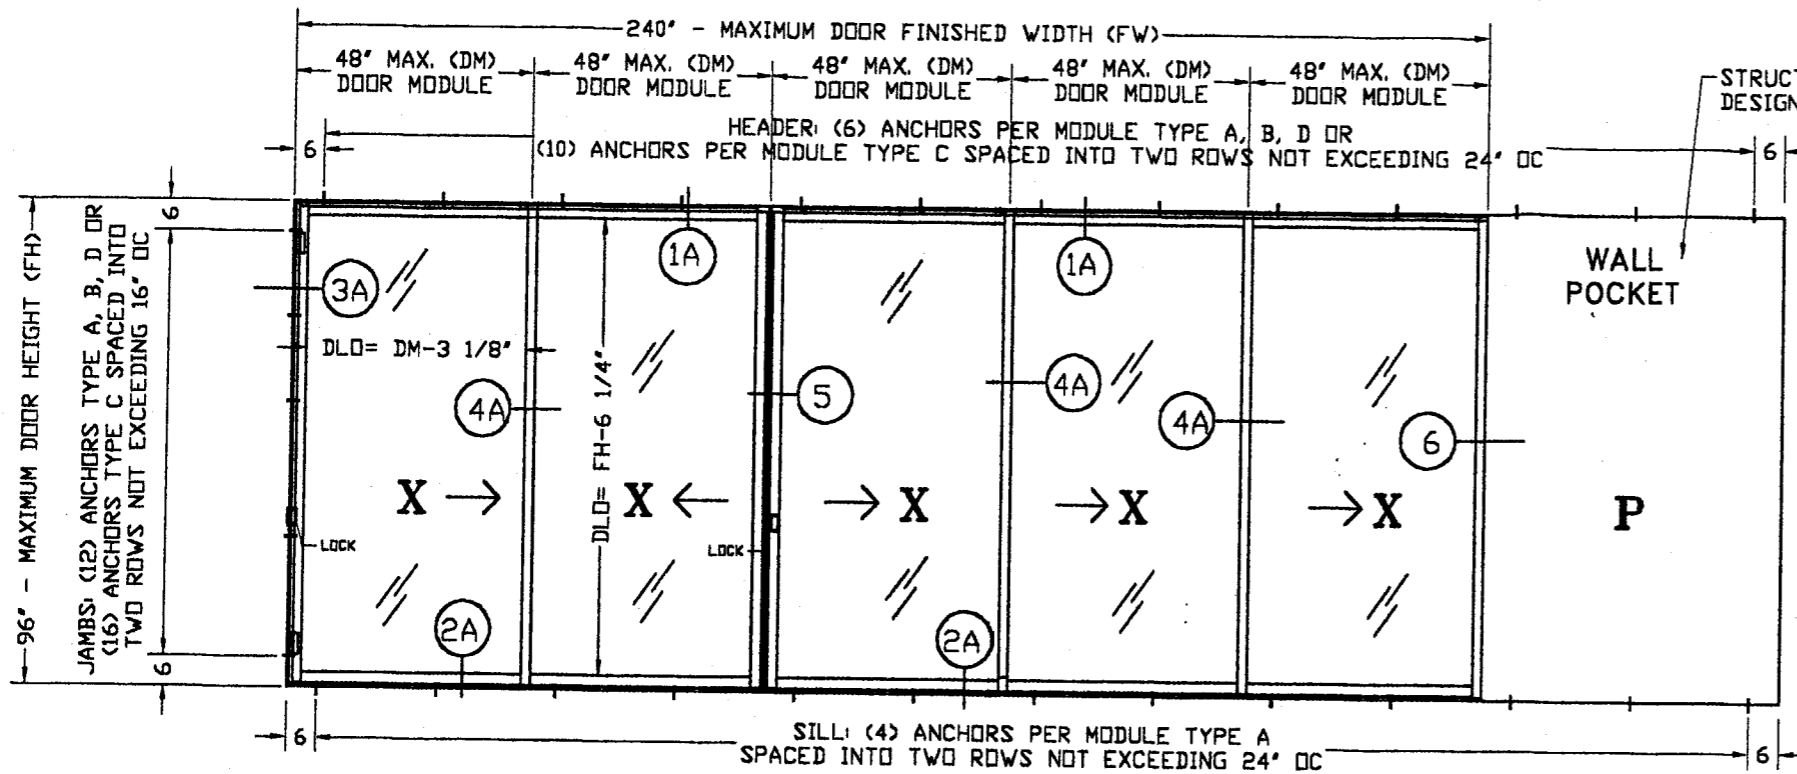 240" - MAXIMUM DOOR FINISHED WIDTH (FW)
48" MAX. (DM)
DOOR MODULE
48" MAX. (DM)
DOOR MODULE
48" MAX. (DM)
DOOR MODULE
48" MAX. (DM)
DOOR MODULE
48" MAX. (DM)
DOOR MODULE
STRUCT
DESIGN
HEADER: (6) ANCHORS PER MODULE TYPE A, B, D OR
(10) ANCHORS PER MODULE TYPE C SPACED INTO TWO ROWS NOT EXCEEDING 24" OC
6
6
96" - MAXIMUM DOOR HEIGHT (FH)
JAMBS: (12) ANCHORS TYPE A, B, D OR
(16) ANCHORS TYPE C SPACED INTO
TWO ROWS NOT EXCEEDING 16" OC
6
6
3A
1A
1A
WALL
POCKET
DLO= DM-3 1/8"
DLO= FH-6 1/4"
4A
5
4A
4A
6
X
X
X
X
X
P
LOCK
LOCK
2A
2A
6
SILL: (4) ANCHORS PER MODULE TYPE A
SPACED INTO TWO ROWS NOT EXCEEDING 24" OC
6